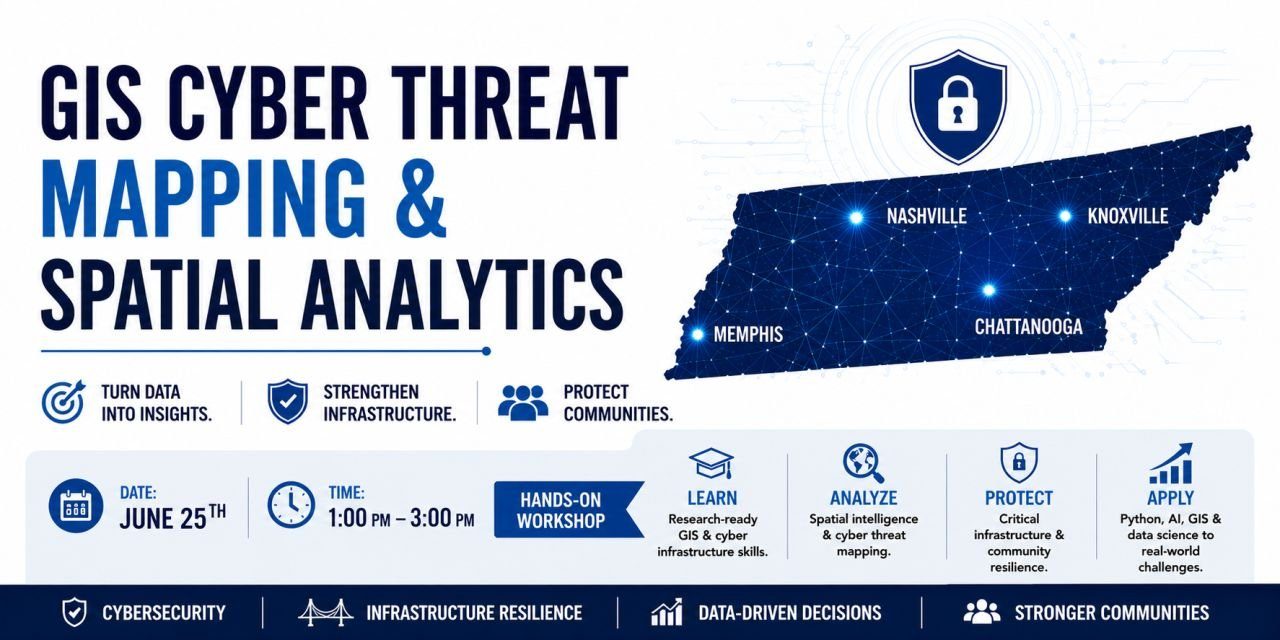 GIS CYBER THREAT
MAPPING &
SPATIAL ANALYTICS
TURN DATA
INTO INSIGHTS.
STRENGTHEN
INFRASTRUCTURE.
PROTECT
COMMUNITIES.
NASHVILLE
KNOXVILLE
MEMPHIS
CHATTANOOGA
DATE:
JUNE 25TH
TIME:
1:00 PM – 3:00 PM
HANDS-ON
WORKSHOP
LEARN
Research-ready
GIS & cyber
infrastructure skills.
ANALYZE
Spatial intelligence
& cyber threat
mapping.
PROTECT
Critical
infrastructure &
community
resilience.
APPLY
Python, AI, GIS &
data science to
real-world
challenges.
CYBERSECURITY
INFRASTRUCTURE RESILIENCE
DATA-DRIVEN DECISIONS
STRONGER COMMUNITIES